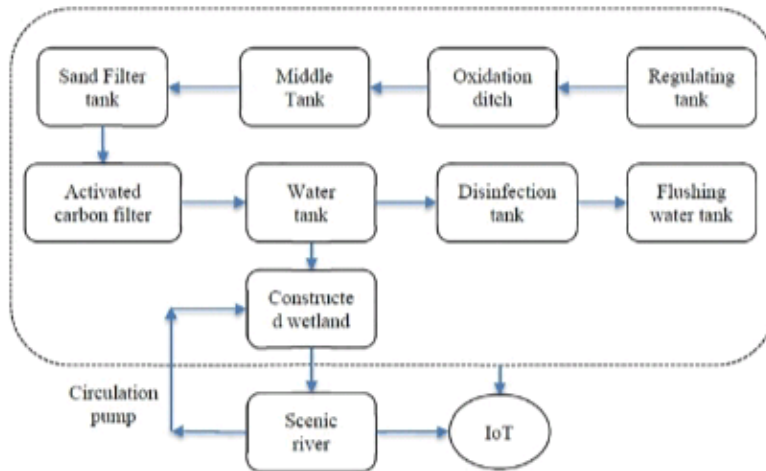 Sand Filter
tank
Middle
Tank
Oxidation
ditch
Regulating
tank
Activated
carbon filter
Water
tank
Disinfection
tank
Flushing
water tank
Constructe
d wetland
Circulation
pump
Scenic
river
IoT